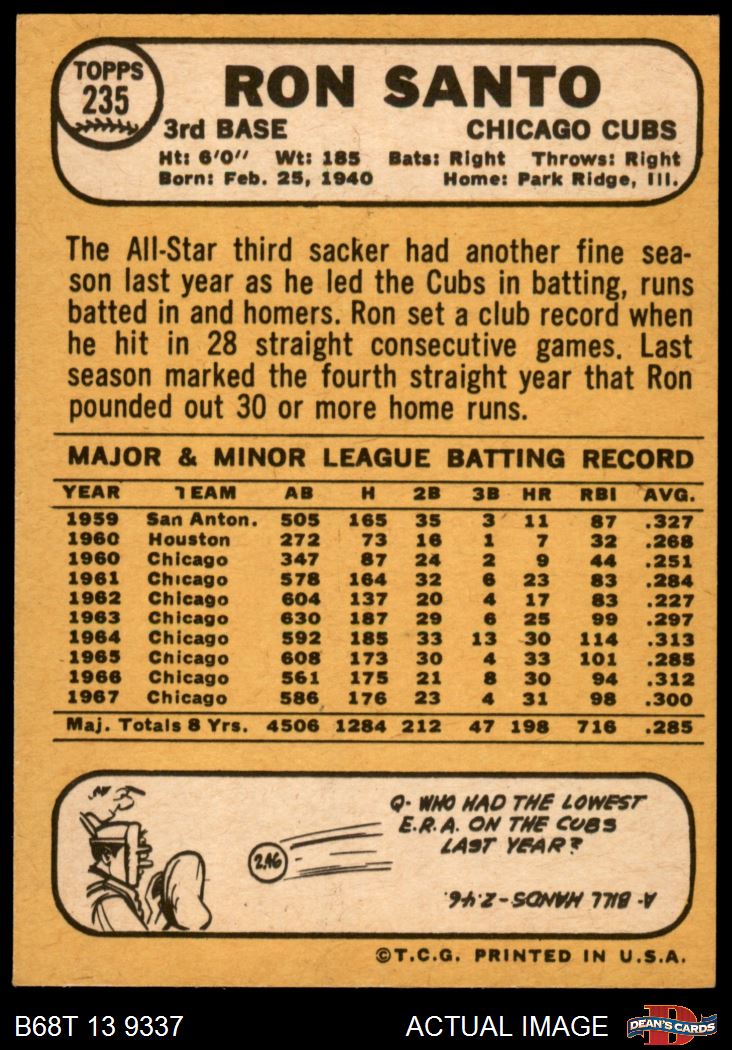 TOPPS
235
RON SANTO
3rd BASE CHICAGO CUBS
Ht: 6'0" Wt: 185 Bats: Right Throws: Right
Born: Feb. 25, 1940 Home: Park Ridge, Ill.
The All-Star third sacker had another fine sea-
son last year as he led the Cubs in batting, runs
batted in and homers. Ron set a club record when
he hit in 28 straight consecutive games. Last
season marked the fourth straight year that Ron
pounded out 30 or more home runs.
MAJOR & MINOR LEAGUE BATTING RECORD
YEAR TEAM AB H 2B 3B HR RBI AVG.
1959 San Anton. 505 165 35 3 11 87 .327
1960 Houston 272 73 16 1 7 32 .268
1960 Chicago 347 87 24 2 9 44 .251
1961 Chicago 578 164 32 6 23 83 .284
1962 Chicago 604 137 20 4 17 83 .227
1963 Chicago 630 187 29 6 25 99 .297
1964 Chicago 592 185 33 13 30 114 .313
1965 Chicago 608 173 30 4 33 101 .285
1966 Chicago 561 175 21 8 30 94 .312
1967 Chicago 586 176 23 4 31 98 .300
Maj. Totals 8 Yrs. 4506 1284 212 47 198 716 .285
Q- WHO HAD THE LOWEST
E.R.A. ON THE CUBS
LAST YEAR?
2.46
A- BILL HANDS-2.46.
©T.C.G. PRINTED IN U.S.A.
B68T 13 9337 ACTUAL IMAGE
D
DEAN'S CARDS